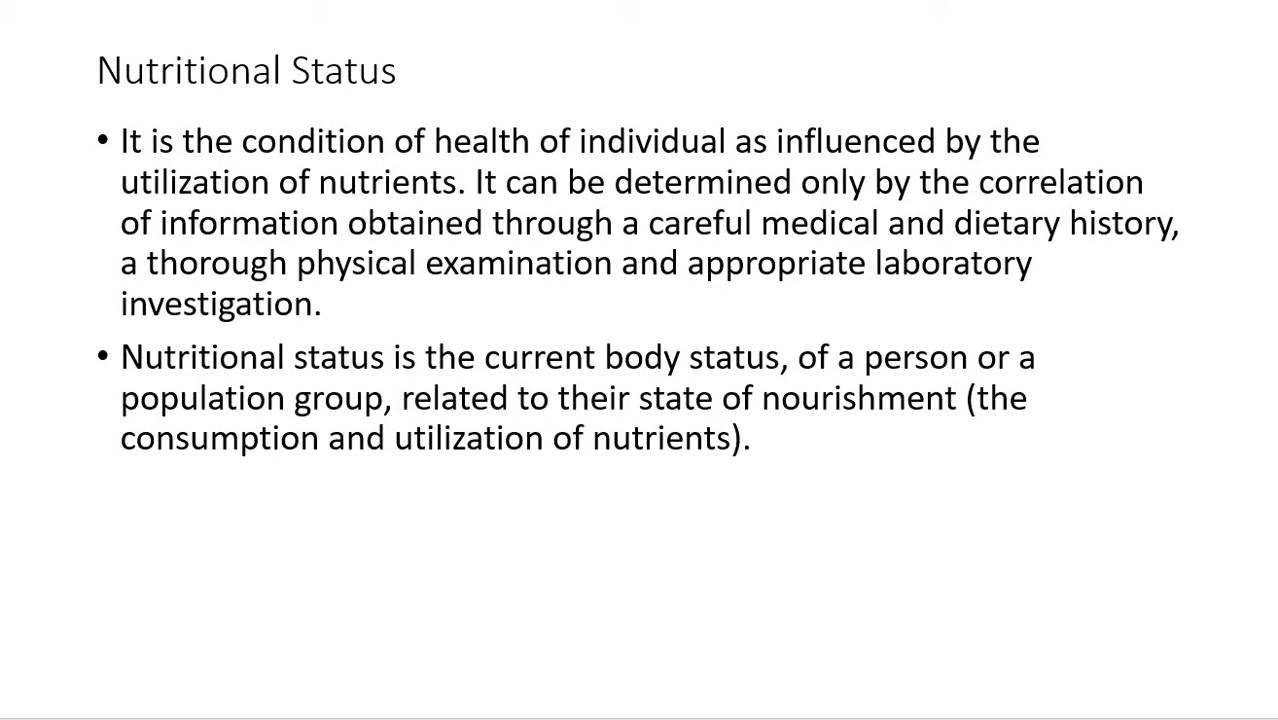 Nutritional Status
• It is the condition of health of individual as influenced by the
utilization of nutrients. It can be determined only by the correlation
of information obtained through a careful medical and dietary history,
a thorough physical examination and appropriate laboratory
investigation.
• Nutritional status is the current body status, of a person or a
population group, related to their state of nourishment (the
consumption and utilization of nutrients).